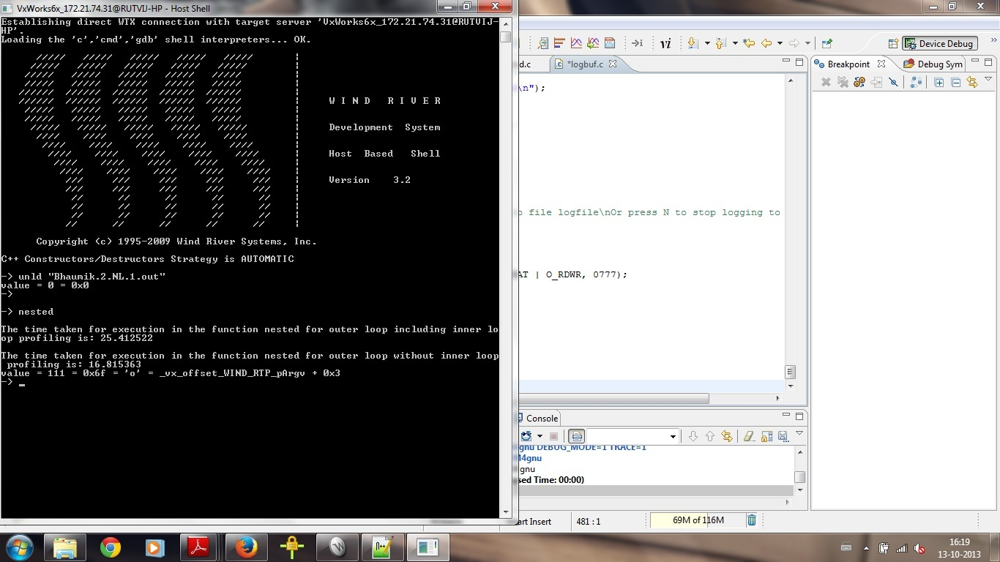 VxWorks6x_172.21.74.31@RUTVIJ-HP - Host Shell
Establishing direct WTX connection with target server 'VxWorks6x_172.21.74.31@RUTVIJ-
HP'.
Loading the 'c','cmd','gdb' shell interpreters... OK.
W I N D   R I V E R
Development System
Host Based Shell
Version 3.2
Copyright (c) 1995-2009 Wind River Systems, Inc.
C++ Constructors/Destructors Strategy is AUTOMATIC
-> unld "Bhaumik.2.NL.1.out"
value = 0 = 0x0
->
-> nested
The time taken for execution in the function nested for outer loop including inner lo
op profiling is: 25.412522
The time taken for execution in the function nested for outer loop without inner loop
profiling is: 16.815363
value = 111 = 0x6f = 'o' = _vx_offset_WIND_RTP_pArgv + 0x3
-> _
vi
Device Debug
»
d.c
*logbuf.c
Breakpoint
Debug Sym
\n");
o file logfile\nOr press N to stop logging to
AT | O_RDWR, 0777);
Console
gnu DEBUG_MODE=1 TRACE=1
4gnu
gnu
sed Time: 00:00)
art Insert
481 : 1
69M of 116M
16:19
13-10-2013